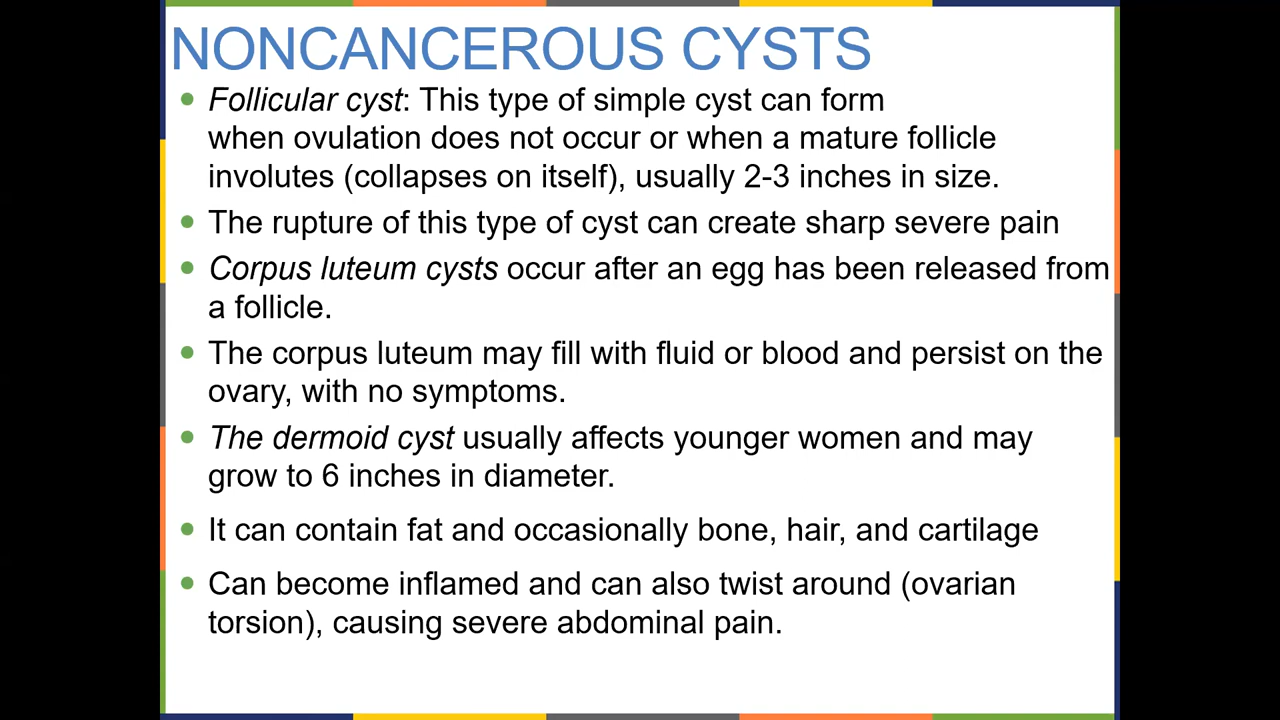 NONCANCEROUS CYSTS
• Follicular cyst: This type of simple cyst can form
when ovulation does not occur or when a mature follicle
involutes (collapses on itself), usually 2-3 inches in size.
• The rupture of this type of cyst can create sharp severe pain
• Corpus luteum cysts occur after an egg has been released from
a follicle.
• The corpus luteum may fill with fluid or blood and persist on the
ovary, with no symptoms.
• The dermoid cyst usually affects younger women and may
grow to 6 inches in diameter.
• It can contain fat and occasionally bone, hair, and cartilage
• Can become inflamed and can also twist around (ovarian
torsion), causing severe abdominal pain.